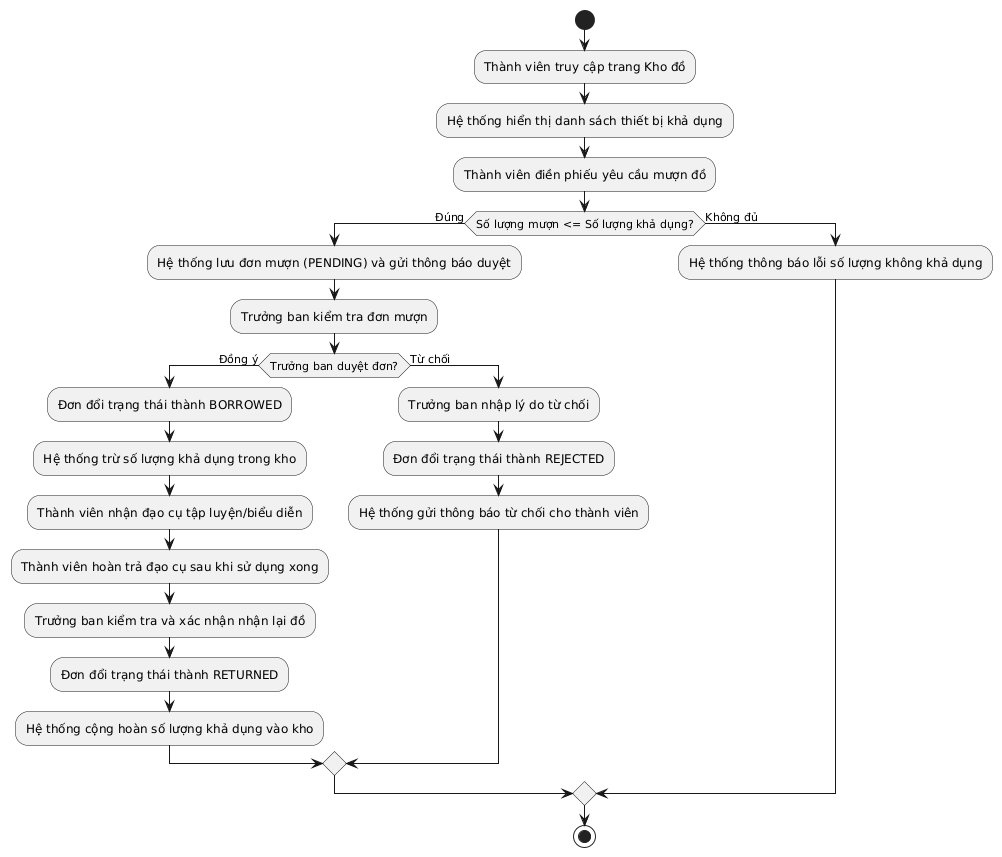 Thành viên truy cập trang Kho đồ
Hệ thống hiển thị danh sách thiết bị khả dụng
Thành viên điền phiếu yêu cầu mượn đồ
Đúng
Số lượng mượn <= Số lượng khả dụng?
Không đủ
Hệ thống lưu đơn mượn (PENDING) và gửi thông báo duyệt
Hệ thống thông báo lỗi số lượng không khả dụng
Trưởng ban kiểm tra đơn mượn
Đồng ý
Trưởng ban duyệt đơn?
Từ chối
Đơn đổi trạng thái thành BORROWED
Trưởng ban nhập lý do từ chối
Hệ thống trừ số lượng khả dụng trong kho
Đơn đổi trạng thái thành REJECTED
Thành viên nhận đạo cụ tập luyện/biểu diễn
Hệ thống gửi thông báo từ chối cho thành viên
Thành viên hoàn trả đạo cụ sau khi sử dụng xong
Trưởng ban kiểm tra và xác nhận nhận lại đồ
Đơn đổi trạng thái thành RETURNED
Hệ thống cộng hoàn số lượng khả dụng vào kho